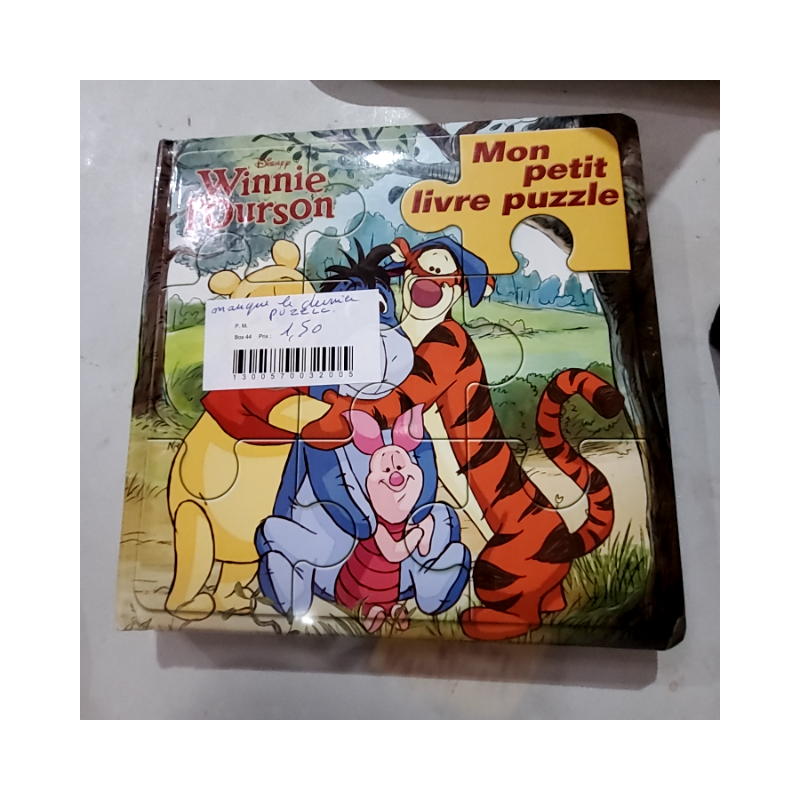 Disney
Winnie
l'Ourson
Mon
petit
livre puzzle
manque le dernier
PUZZLE.
P. M.
Box 44 Prix : 1,50
1300570032005